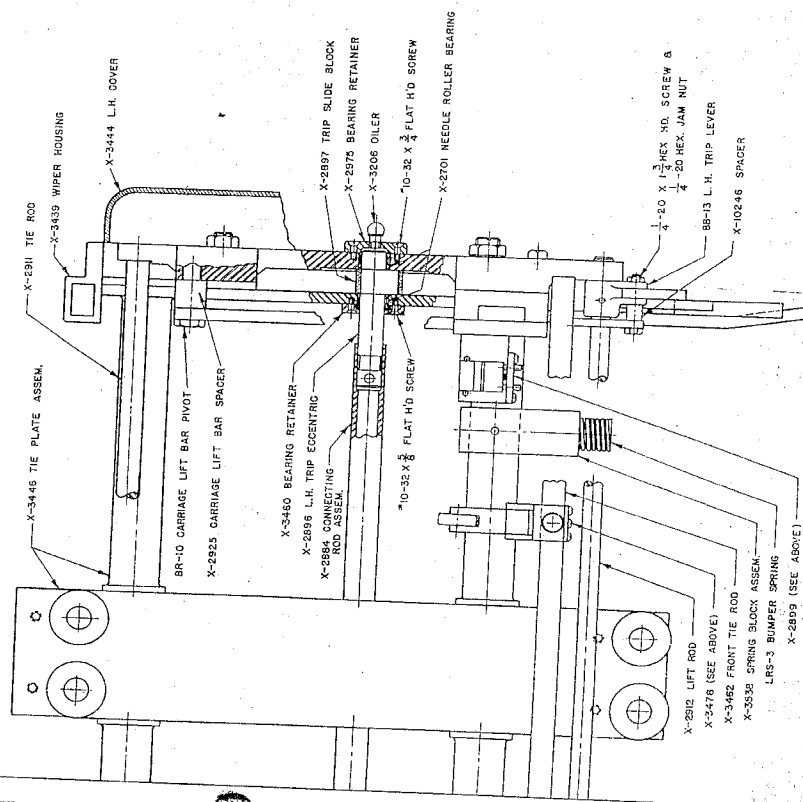 X-3446 TIE PLATE ASSEM.
X-2911 TIE ROD
X-3439 WIPER HOUSING
X-3444 L.H. COVER
BR-10 CARRIAGE LIFT BAR PIVOT
X-2925 CARRIAGE LIFT BAR SPACER
X-3460 BEARING RETAINER
X-2896 L.H. TRIP ECCENTRIC
X-2884 CONNECTING
ROD ASSEM.
#10-32 X 5/8 FLAT H'D SCREW
X-2897 TRIP SLIDE BLOCK
X-2975 BEARING RETAINER
X-3206 OILER
#10-32 X 3/4 FLAT H'D SCREW
X-2701 NEEDLE ROLLER BEARING
X-2912 LIFT ROD
X-3476 (SEE ABOVE)
X-3462 FRONT TIE ROD
X-3538 SPRING BLOCK ASSEM.
LRS-3 BUMPER SPRING
X-2899 (SEE ABOVE)
1/4-20 X 1 3/4 HEX HD. SCREW &
1/4-20 HEX. JAM NUT
BB-13 L.H. TRIP LEVER
X-10246 SPACER